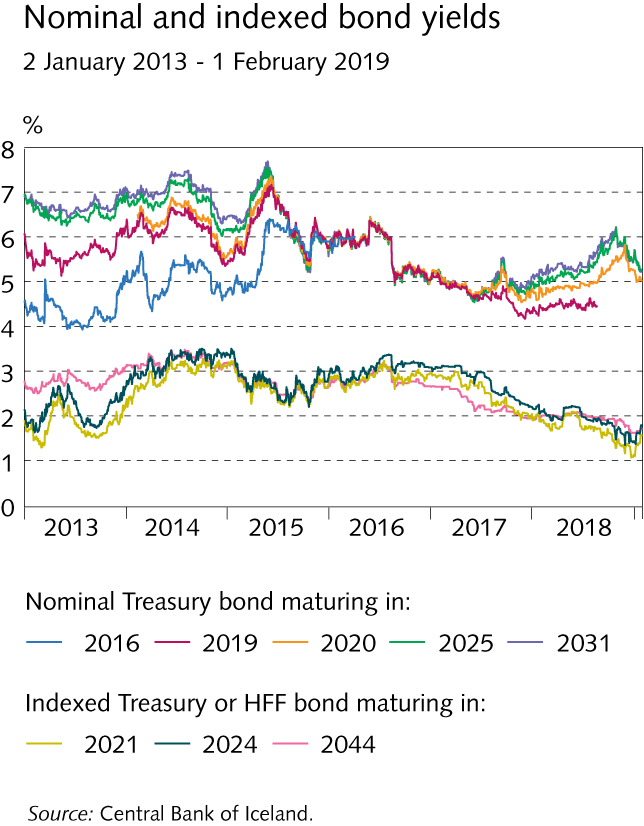 Nominal and indexed bond yields
2 January 2013 - 1 February 2019
%
8
7
6
5
4
3
2
1
0
2013 2014 2015 2016 2017 2018
Nominal Treasury bond maturing in:
2016 2019 2020 2025 2031
Indexed Treasury or HFF bond maturing in:
2021 2024 2044
Source: Central Bank of Iceland.